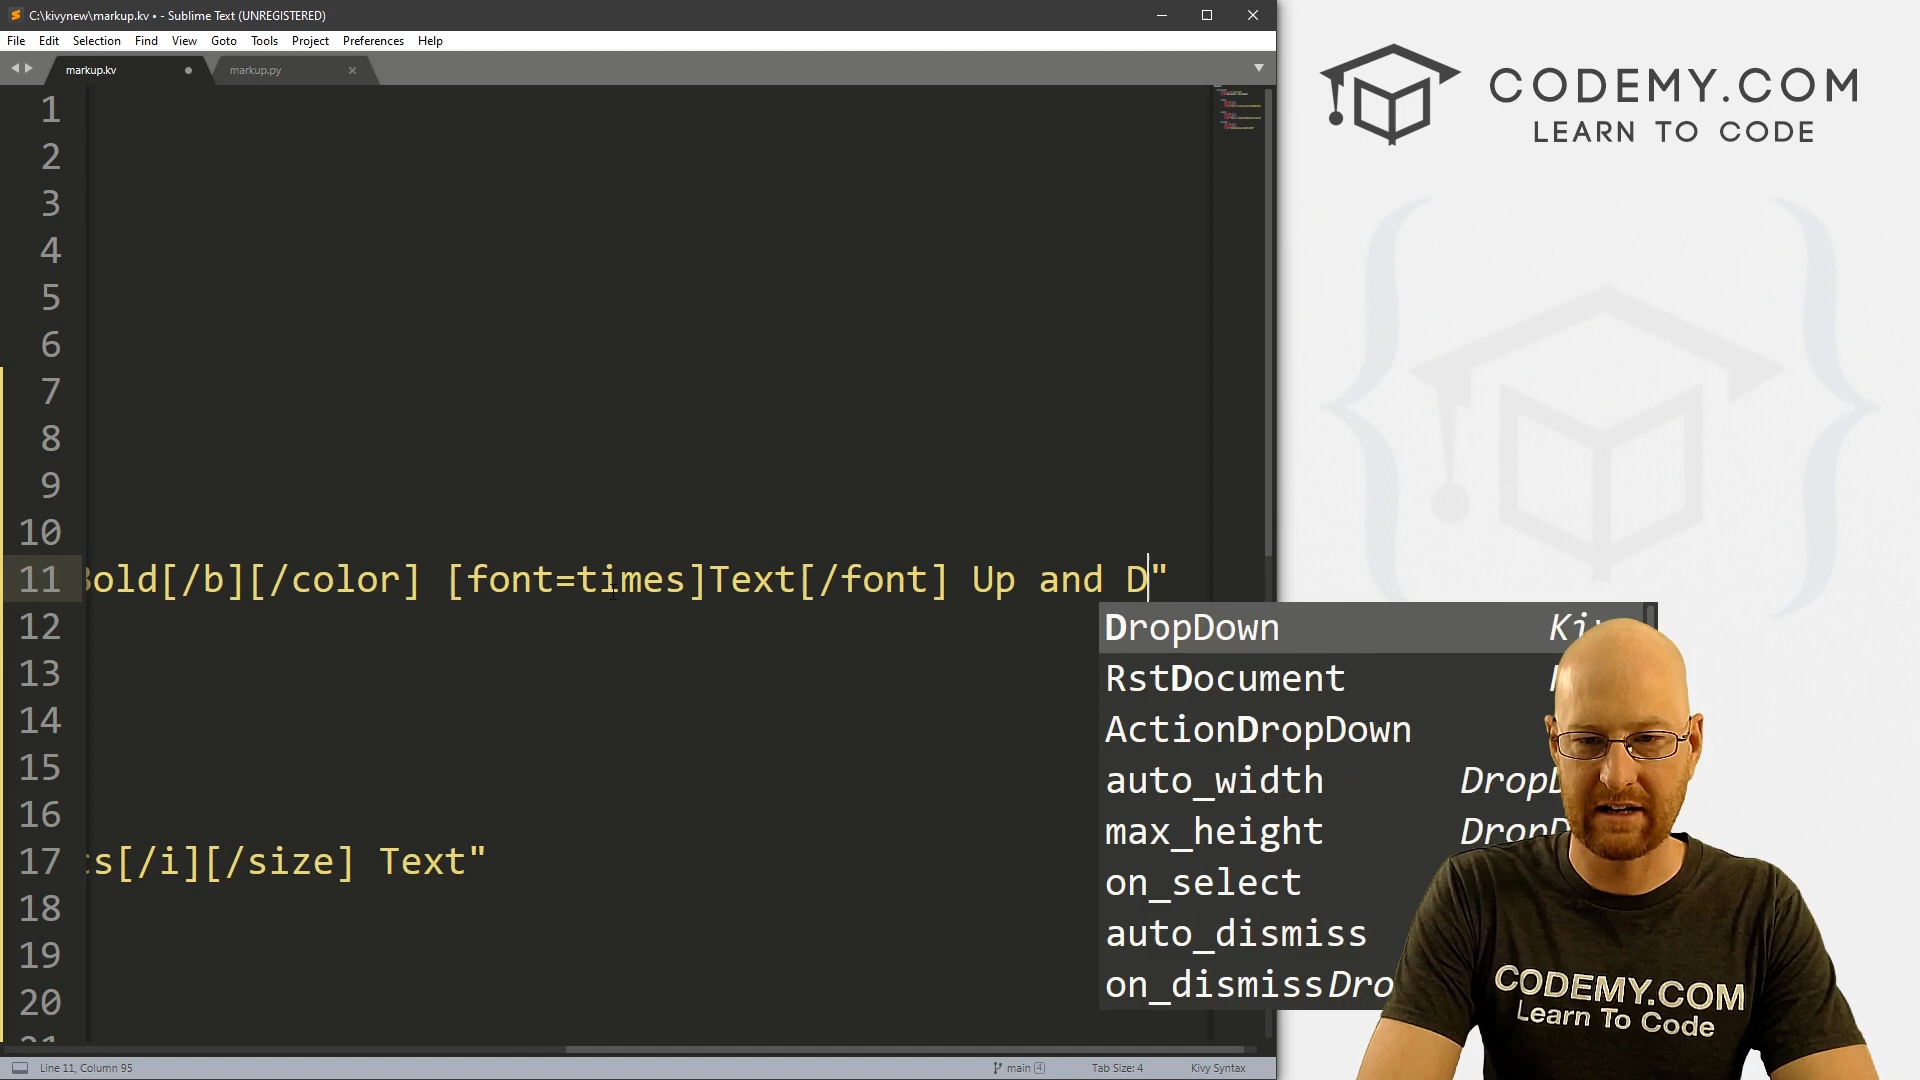 C:\kivynew\markup.kv • - Sublime Text (UNREGISTERED)
File Edit Selection Find View Goto Tools Project Preferences Help
markup.kv
markup.py
CODEMY.COM
LEARN TO CODE
1
2
3
4
5
6
7
8
9
10
11 Bold[/b][/color] [font=times]Text[/font] Up and D"
12
DropDown
13
RstDocument
14
ActionDropDown
15
auto_width
16
max_height
17 cs[/i][/size] Text"
on_select
18
19
auto_dismiss
20
on_dismiss
CODEMY.COM
Learn To Code
Line 11, Column 95
main 4
Tab Size: 4
Kivy Syntax